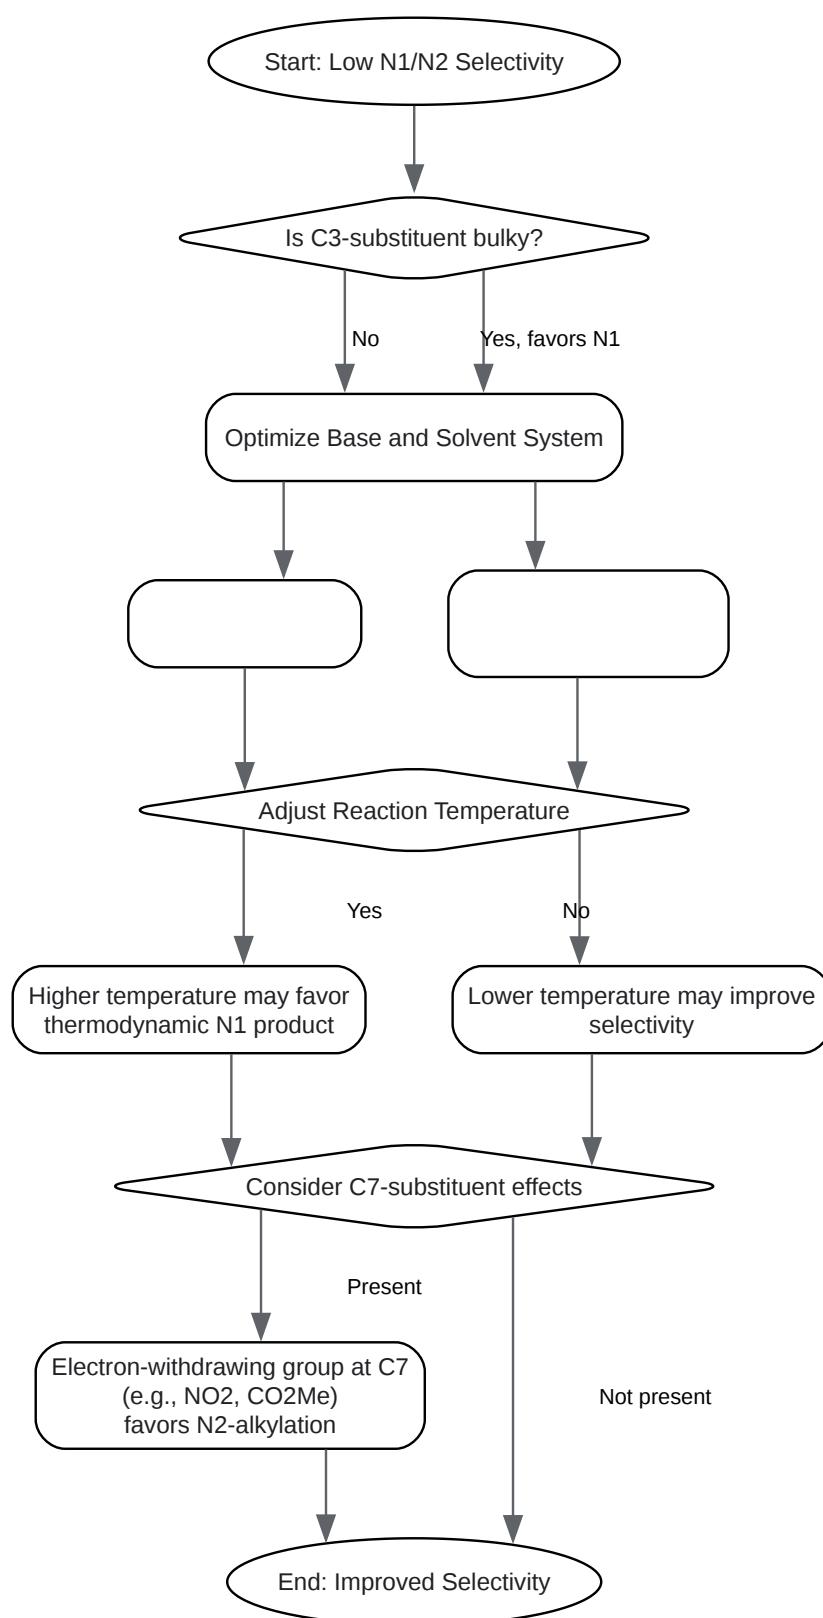 Start: Low N1/N2 Selectivity
Is C3-substituent bulky?
No
Yes, favors N1
Optimize Base and Solvent System
Adjust Reaction Temperature
Yes
No
Higher temperature may favor
thermodynamic N1 product
Lower temperature may improve
selectivity
Consider C7-substituent effects
Present
Electron-withdrawing group at C7
(e.g., NO2, CO2Me)
favors N2-alkylation
Not present
End: Improved Selectivity